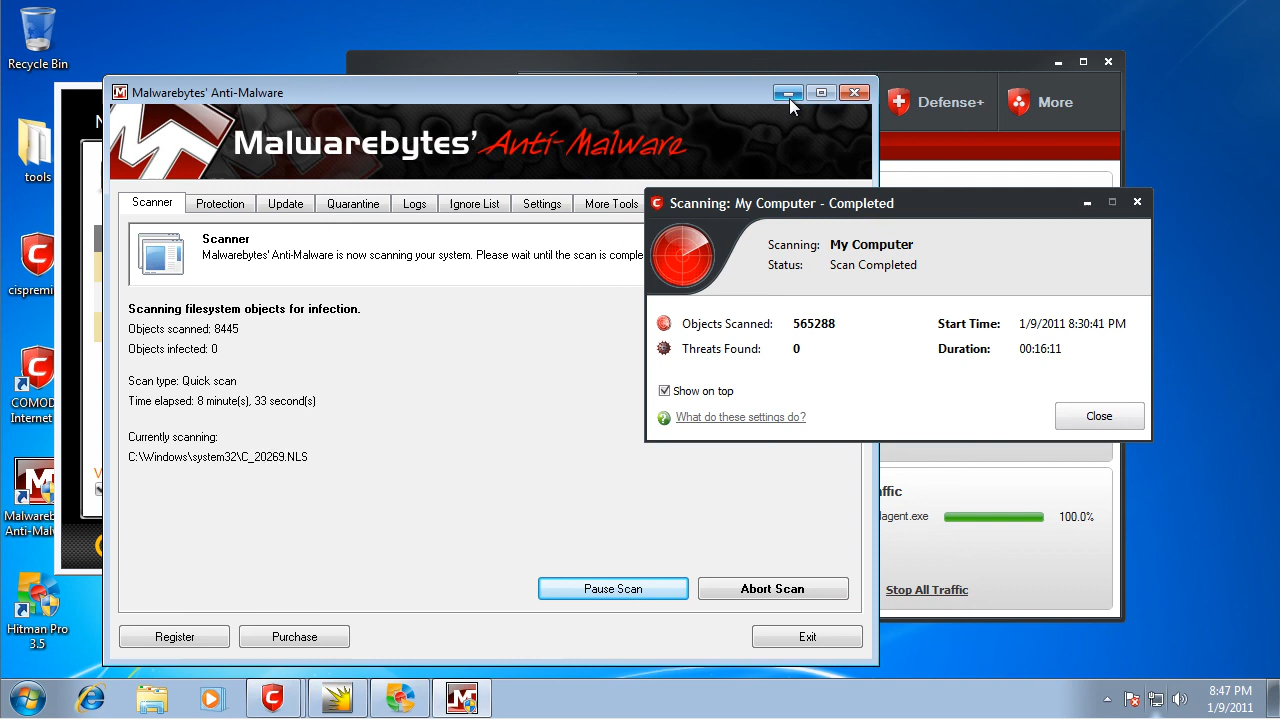 Recycle Bin
tools
cispremi
COMOD
Internet
Malwareb
Anti-Malw
Hitman Pro
3.5
Defense+
More
Malwarebytes' Anti-Malware
Malwarebytes' Anti-Malware
Scanner
Protection
Update
Quarantine
Logs
Ignore List
Settings
More Tools
Scanner
Malwarebytes' Anti-Malware is now scanning your system. Please wait until the scan is comple
Scanning filesystem objects for infection.
Objects scanned: 8445
Objects infected: 0
Scan type: Quick scan
Time elapsed: 8 minute(s), 33 second(s)
Currently scanning:
C:\Windows\system32\C_20269.NLS
Pause Scan
Abort Scan
Register
Purchase
Exit
Scanning: My Computer - Completed
Scanning: My Computer
Status: Scan Completed
Objects Scanned: 565288
Start Time: 1/9/2011 8:30:41 PM
Threats Found: 0
Duration: 00:16:11
Show on top
What do these settings do?
Close
affic
lagent.exe
100.0%
Stop All Traffic
8:47 PM
1/9/2011